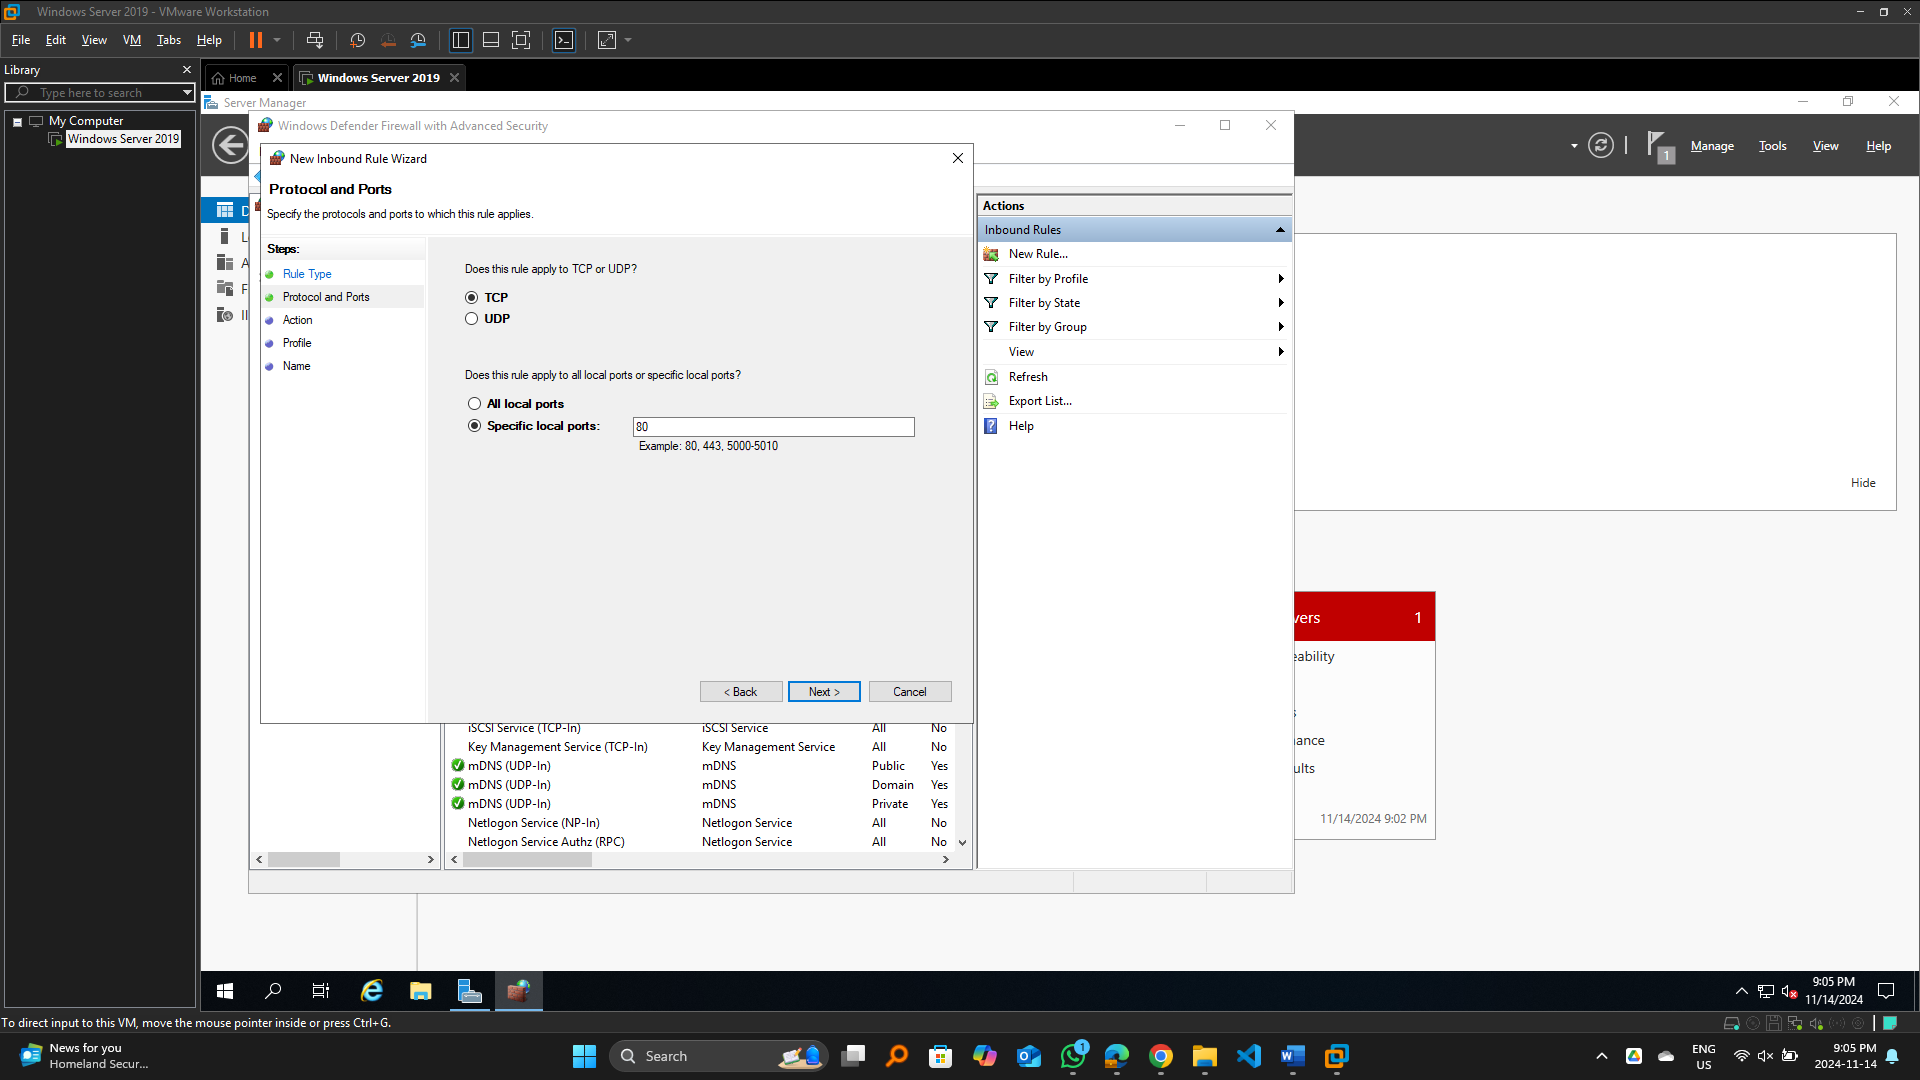 Windows Server 2019 - VMware Workstation
File Edit View VM Tabs Help
Library
Type here to search
My Computer
Windows Server 2019
Home
Windows Server 2019
Server Manager
Manage Tools View Help
1
Windows Defender Firewall with Advanced Security
New Inbound Rule Wizard
Protocol and Ports
Specify the protocols and ports to which this rule applies.
Steps:
Rule Type
Protocol and Ports
Action
Profile
Name
Does this rule apply to TCP or UDP?
TCP
UDP
Does this rule apply to all local ports or specific local ports?
All local ports
Specific local ports: 80
Example: 80, 443, 5000-5010
< Back Next > Cancel
Actions
Inbound Rules
New Rule...
Filter by Profile
Filter by State
Filter by Group
View
Refresh
Export List...
Help
Hide
iSCSI Service (TCP-In) iSCSI Service All No
Key Management Service (TCP-In) Key Management Service All No
mDNS (UDP-In) mDNS Public Yes
mDNS (UDP-In) mDNS Domain Yes
mDNS (UDP-In) mDNS Private Yes
Netlogon Service (NP-In) Netlogon Service All No
Netlogon Service Authz (RPC) Netlogon Service All No
vers 1
eability
ance
ults
11/14/2024 9:02 PM
9:05 PM
11/14/2024
To direct input to this VM, move the mouse pointer inside or press Ctrl+G.
News for you
Homeland Secur...
Search
1
ENG
US
9:05 PM
2024-11-14